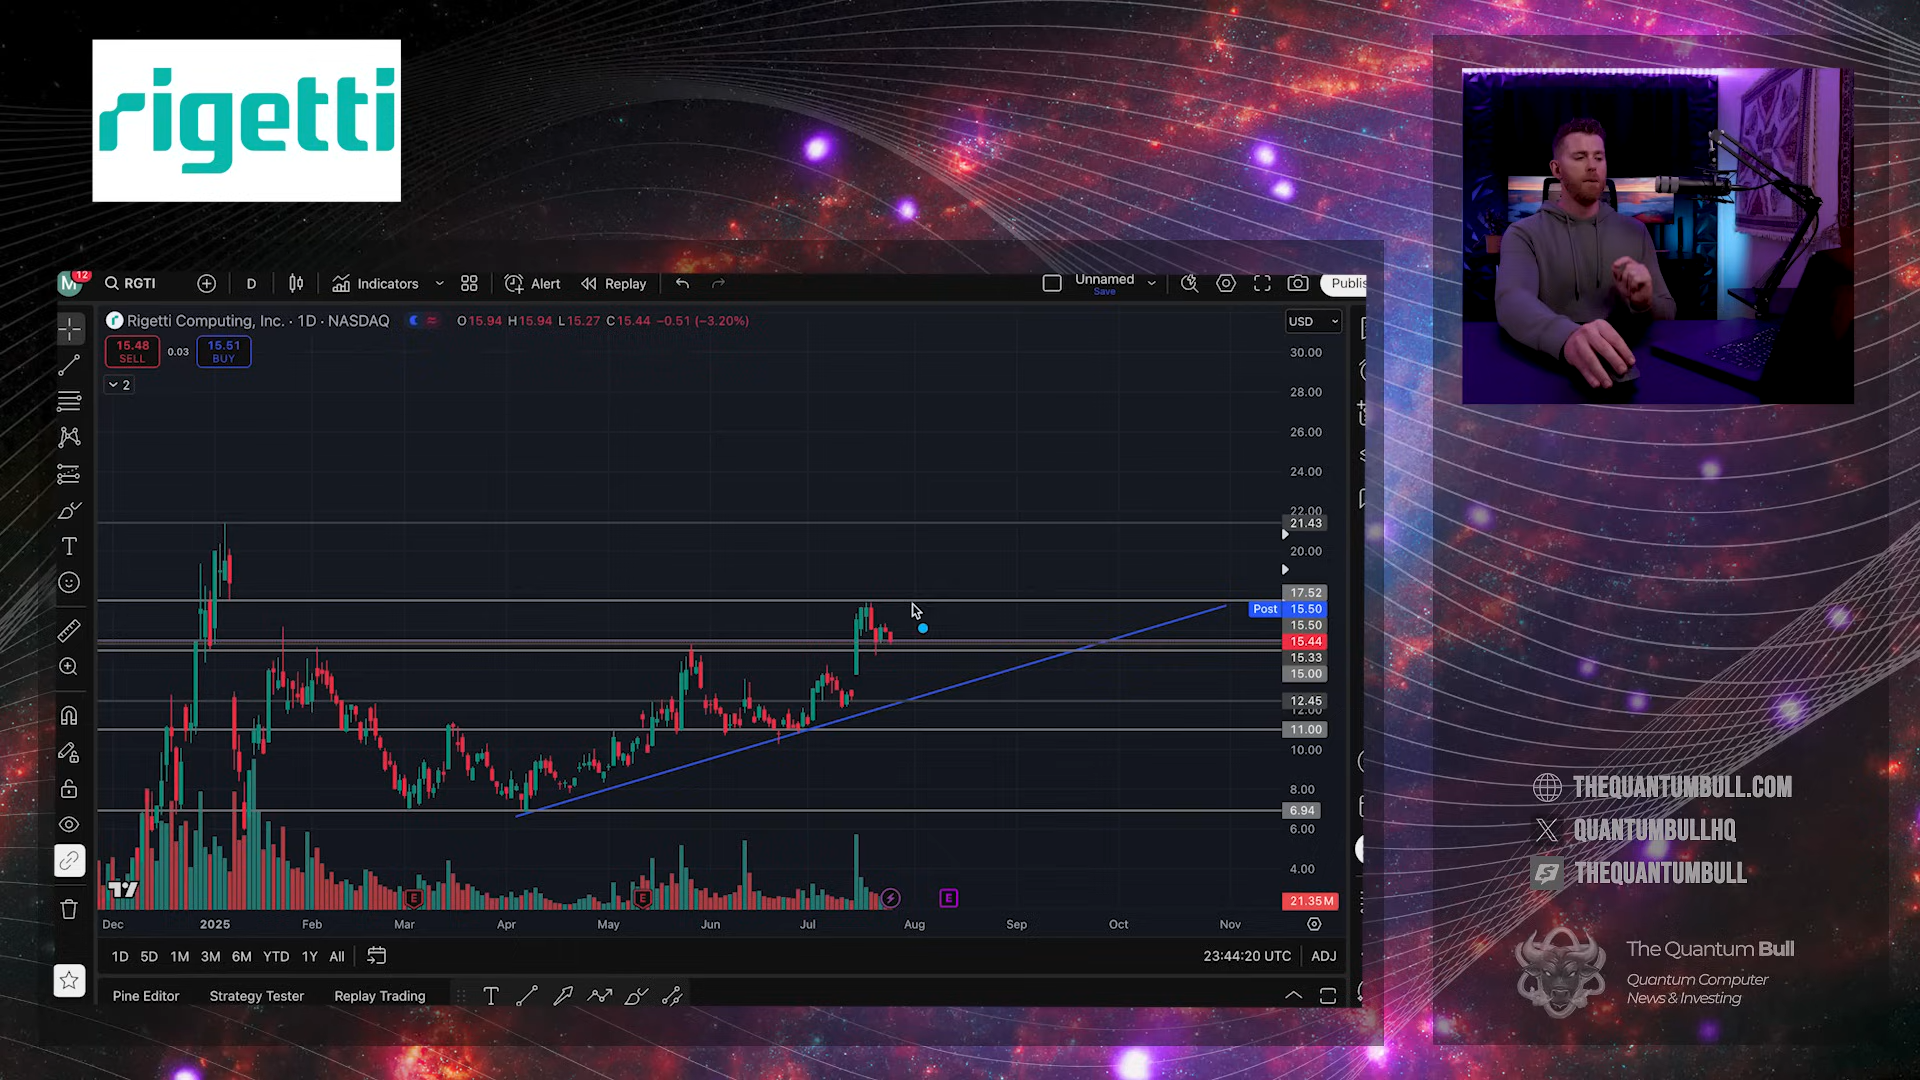 rigetti
M 12 RGTI D Indicators Alert Replay Unnamed Publis
Save
Rigetti Computing, Inc. · 1D · NASDAQ O15.94 H15.94 L15.27 C15.44 −0.51 (−3.20%) USD
15.48 0.03 15.51
SELL BUY
2
30.00
28.00
26.00
24.00
22.00
21.43
20.00
17.52
Post 15.50
15.50
15.44
15.33
15.00
12.45
12.00
11.00
10.00
8.00
6.94
6.00
4.00
E E E
21.35M
Dec 2025 Feb Mar Apr May Jun Jul Aug Sep Oct Nov
1D 5D 1M 3M 6M YTD 1Y All 23:44:20 UTC ADJ
Pine Editor Strategy Tester Replay Trading
THEQUANTUMBULL.COM
QUANTUMBULLHQ
THEQUANTUMBULL
The Quantum Bull
Quantum Computer
News & Investing